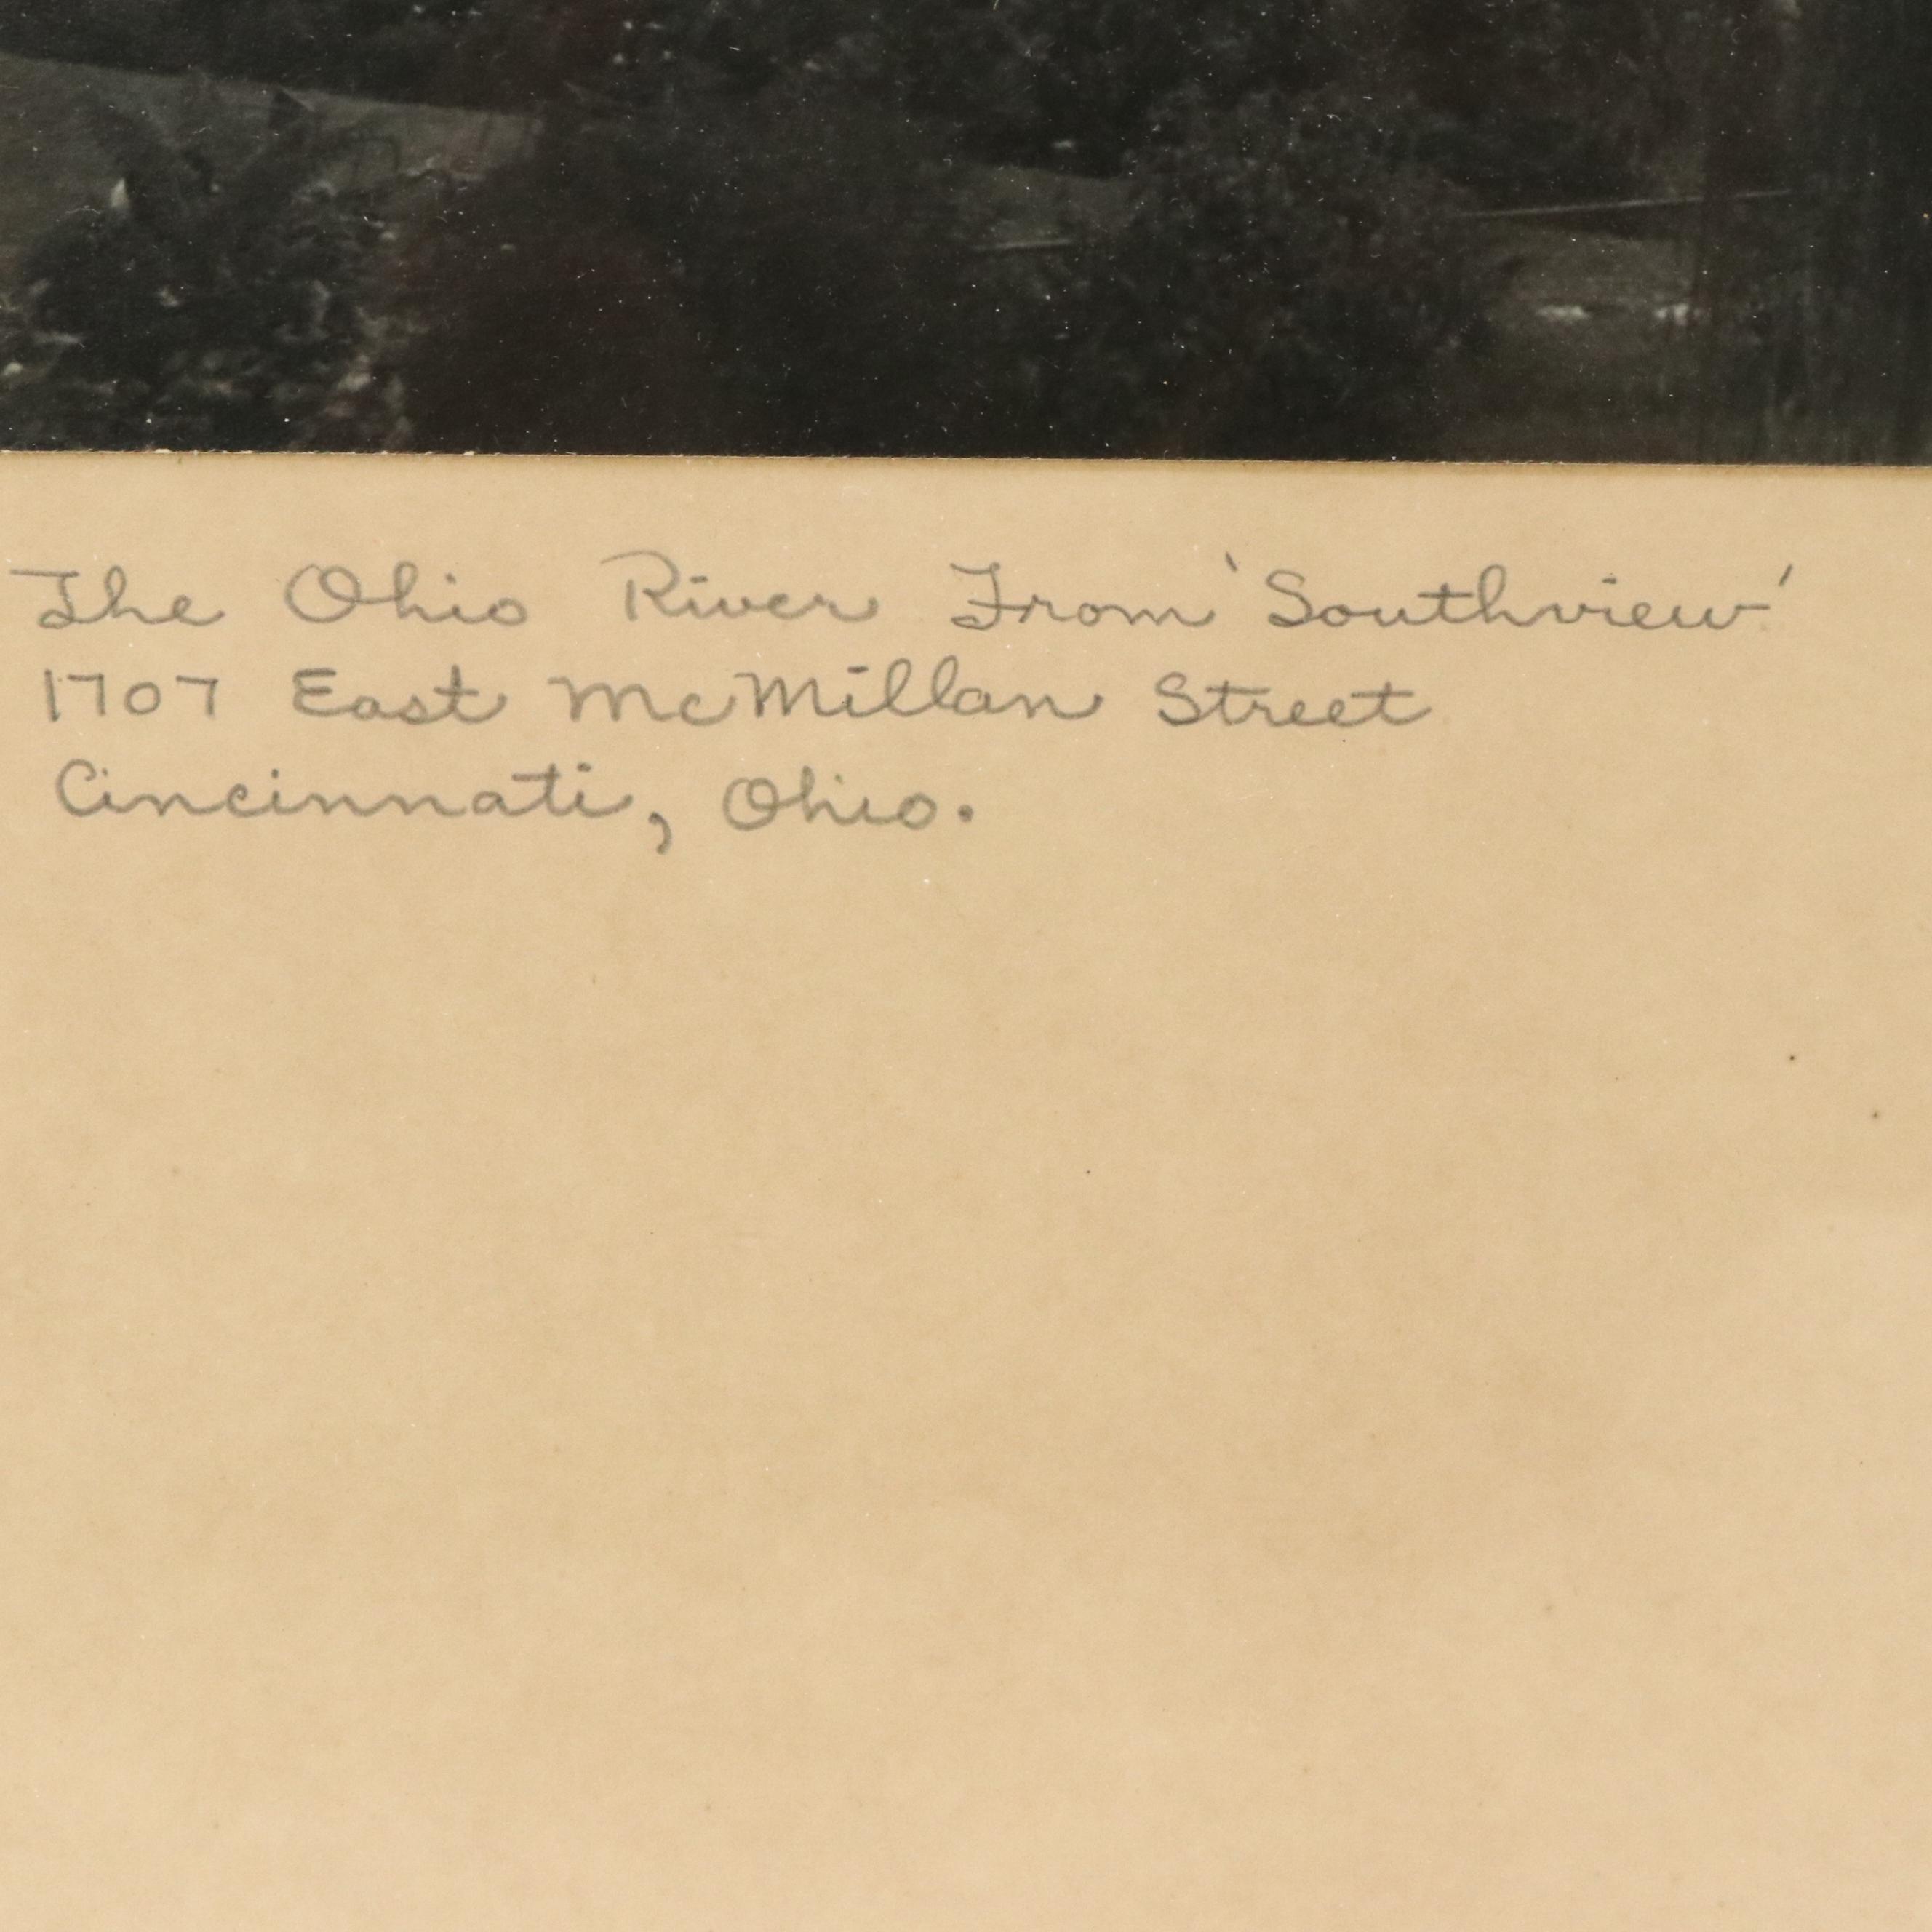 The Ohio River From 'Southview'
1707 East McMillan Street
Cincinnati, Ohio.